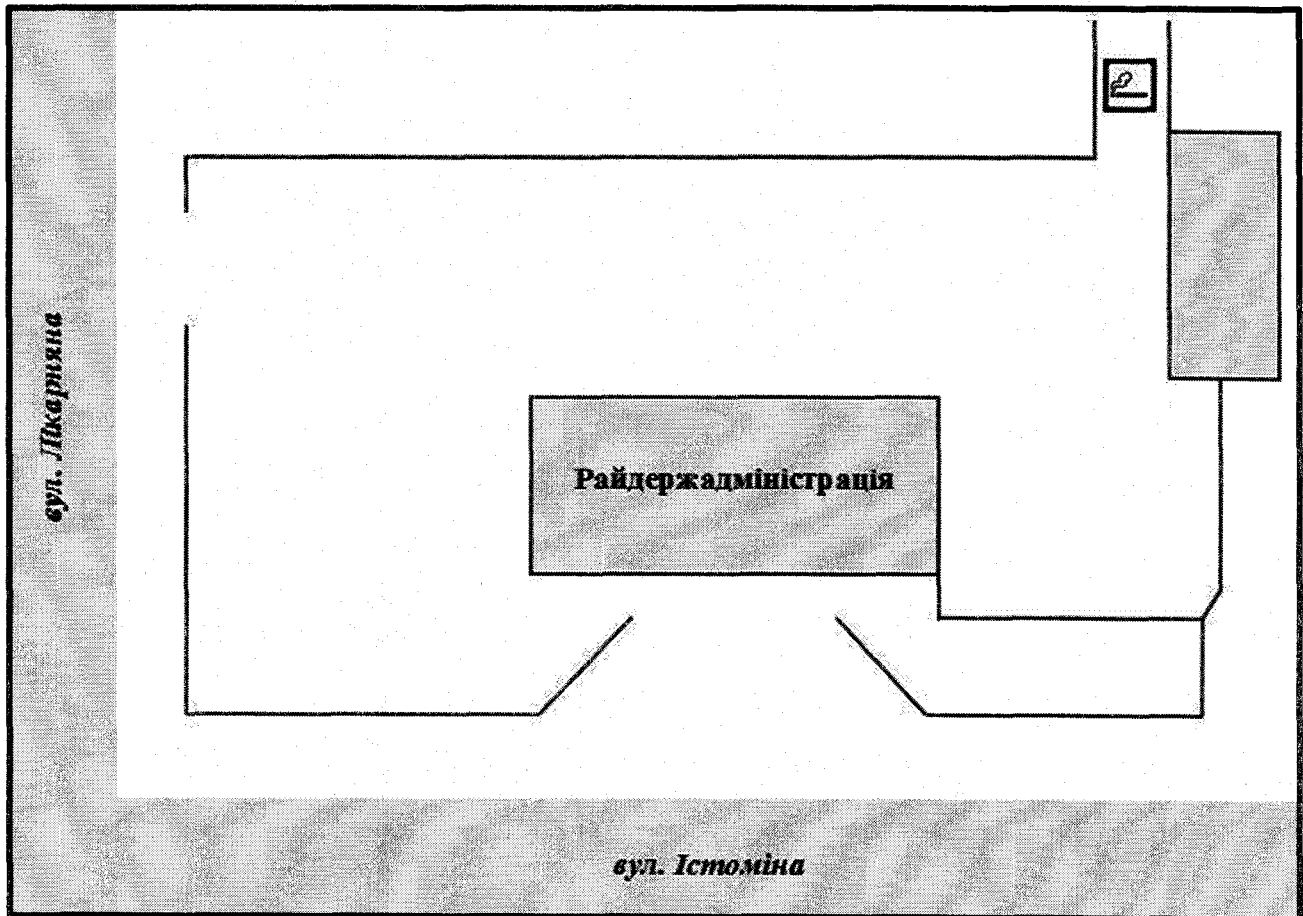 вул. Лікарняна
Райдержадміністрація
вул. Істоміна